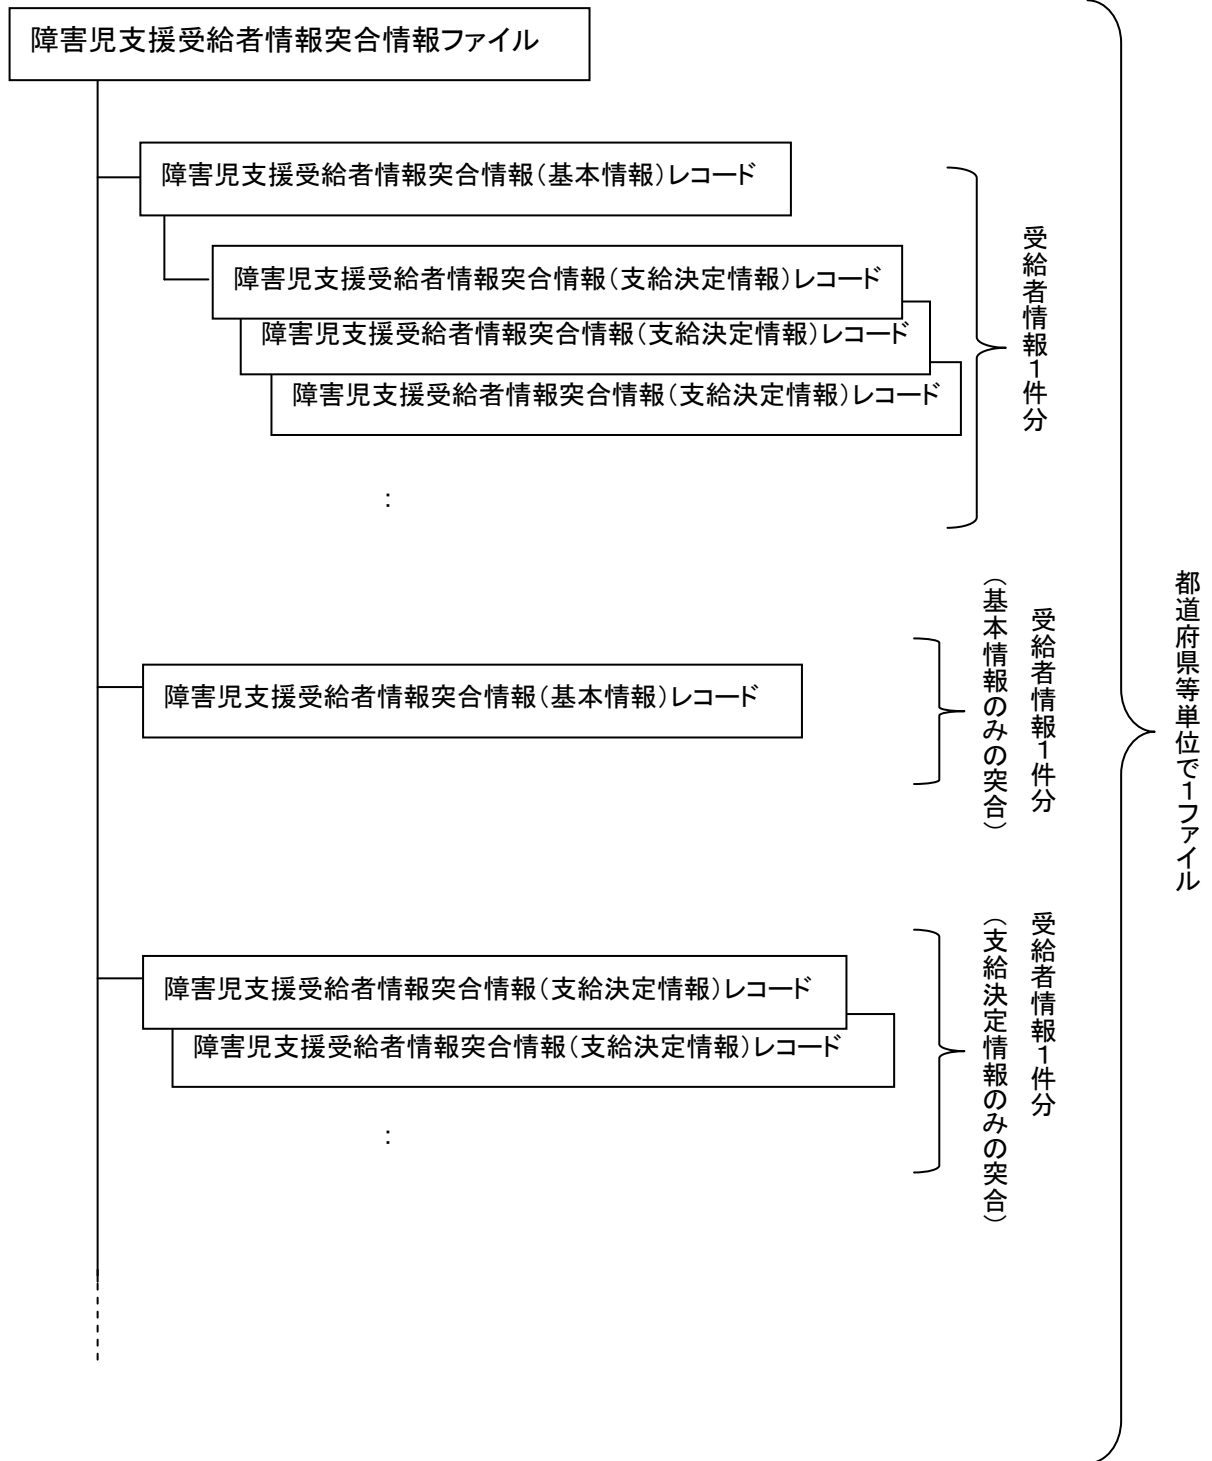 障害児支援受給者情報突合情報ファイル
障害児支援受給者情報突合情報（基本情報）レコード
障害児支援受給者情報突合情報（支給決定情報）レコード
障害児支援受給者情報突合情報（支給決定情報）レコード
障害児支援受給者情報突合情報（支給決定情報）レコード
：
受給者情報１件分
障害児支援受給者情報突合情報（基本情報）レコード
受給者情報１件分
（基本情報のみの突合）
障害児支援受給者情報突合情報（支給決定情報）レコード
障害児支援受給者情報突合情報（支給決定情報）レコード
：
受給者情報１件分
（支給決定情報のみの突合）
都道府県等単位で１ファイル